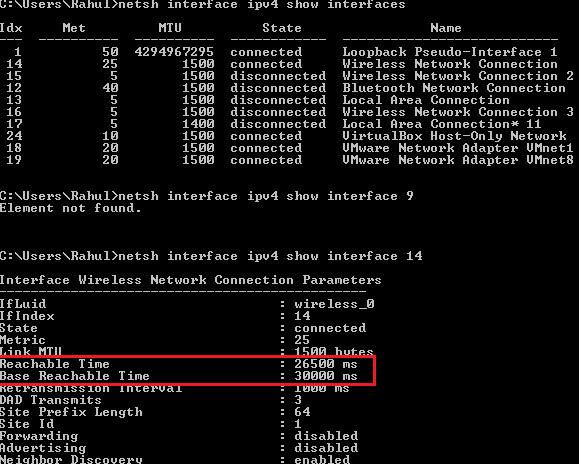 C:\Users\Rahul>netsh interface ipv4 show interfaces
Idx Met MTU State Name
--- ---------- ---------- ------------ ---------------------------
1 50 4294967295 connected Loopback Pseudo-Interface 1
14 25 1500 connected Wireless Network Connection
15 5 1500 disconnected Wireless Network Connection 2
12 40 1500 disconnected Bluetooth Network Connection
13 5 1500 disconnected Local Area Connection
16 5 1500 disconnected Wireless Network Connection 3
17 5 1400 disconnected Local Area Connection* 11
24 10 1500 connected VirtualBox Host-Only Network
18 20 1500 connected VMware Network Adapter VMnet1
19 20 1500 connected VMware Network Adapter VMnet8
C:\Users\Rahul>netsh interface ipv4 show interface 9
Element not found.
C:\Users\Rahul>netsh interface ipv4 show interface 14
Interface Wireless Network Connection Parameters
----------------------------------------------
IfLuid : wireless_0
IfIndex : 14
State : connected
Metric : 25
Link MTU : 1500 bytes
Reachable Time : 26500 ms
Base Reachable Time : 30000 ms
Retransmission Interval : 1000 ms
DAD Transmits : 3
Site Prefix Length : 64
Site Id : 1
Forwarding : disabled
Advertising : disabled
Neighbor Discovery : enabled